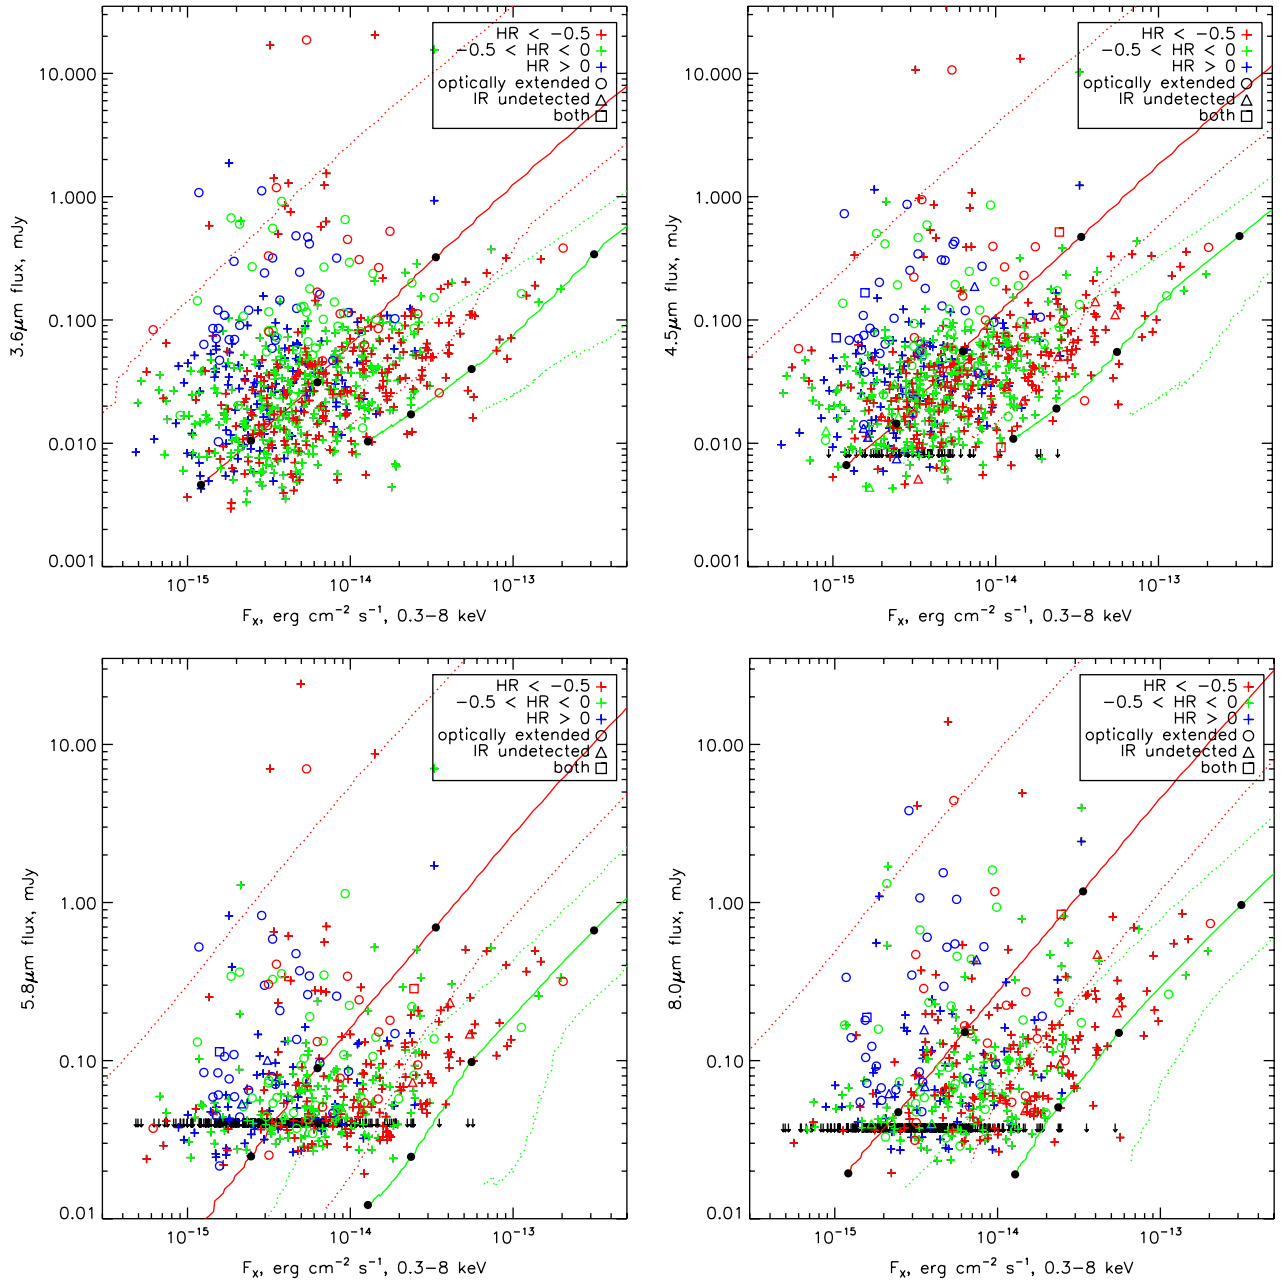 HR < −0.5
−0.5 < HR < 0
HR > 0
optically extended
IR undetected
both
10.000
1.000
0.100
0.010
0.001
3.6μm flux, mJy
10⁻¹⁵ 10⁻¹⁴ 10⁻¹³
Fₓ, erg cm⁻² s⁻¹, 0.3−8 keV
HR < −0.5
−0.5 < HR < 0
HR > 0
optically extended
IR undetected
both
10.000
1.000
0.100
0.010
0.001
4.5μm flux, mJy
10⁻¹⁵ 10⁻¹⁴ 10⁻¹³
Fₓ, erg cm⁻² s⁻¹, 0.3−8 keV
HR < −0.5
−0.5 < HR < 0
HR > 0
optically extended
IR undetected
both
10.00
1.00
0.10
0.01
5.8μm flux, mJy
10⁻¹⁵ 10⁻¹⁴ 10⁻¹³
Fₓ, erg cm⁻² s⁻¹, 0.3−8 keV
HR < −0.5
−0.5 < HR < 0
HR > 0
optically extended
IR undetected
both
10.00
1.00
0.10
0.01
8.0μm flux, mJy
10⁻¹⁵ 10⁻¹⁴ 10⁻¹³
Fₓ, erg cm⁻² s⁻¹, 0.3−8 keV